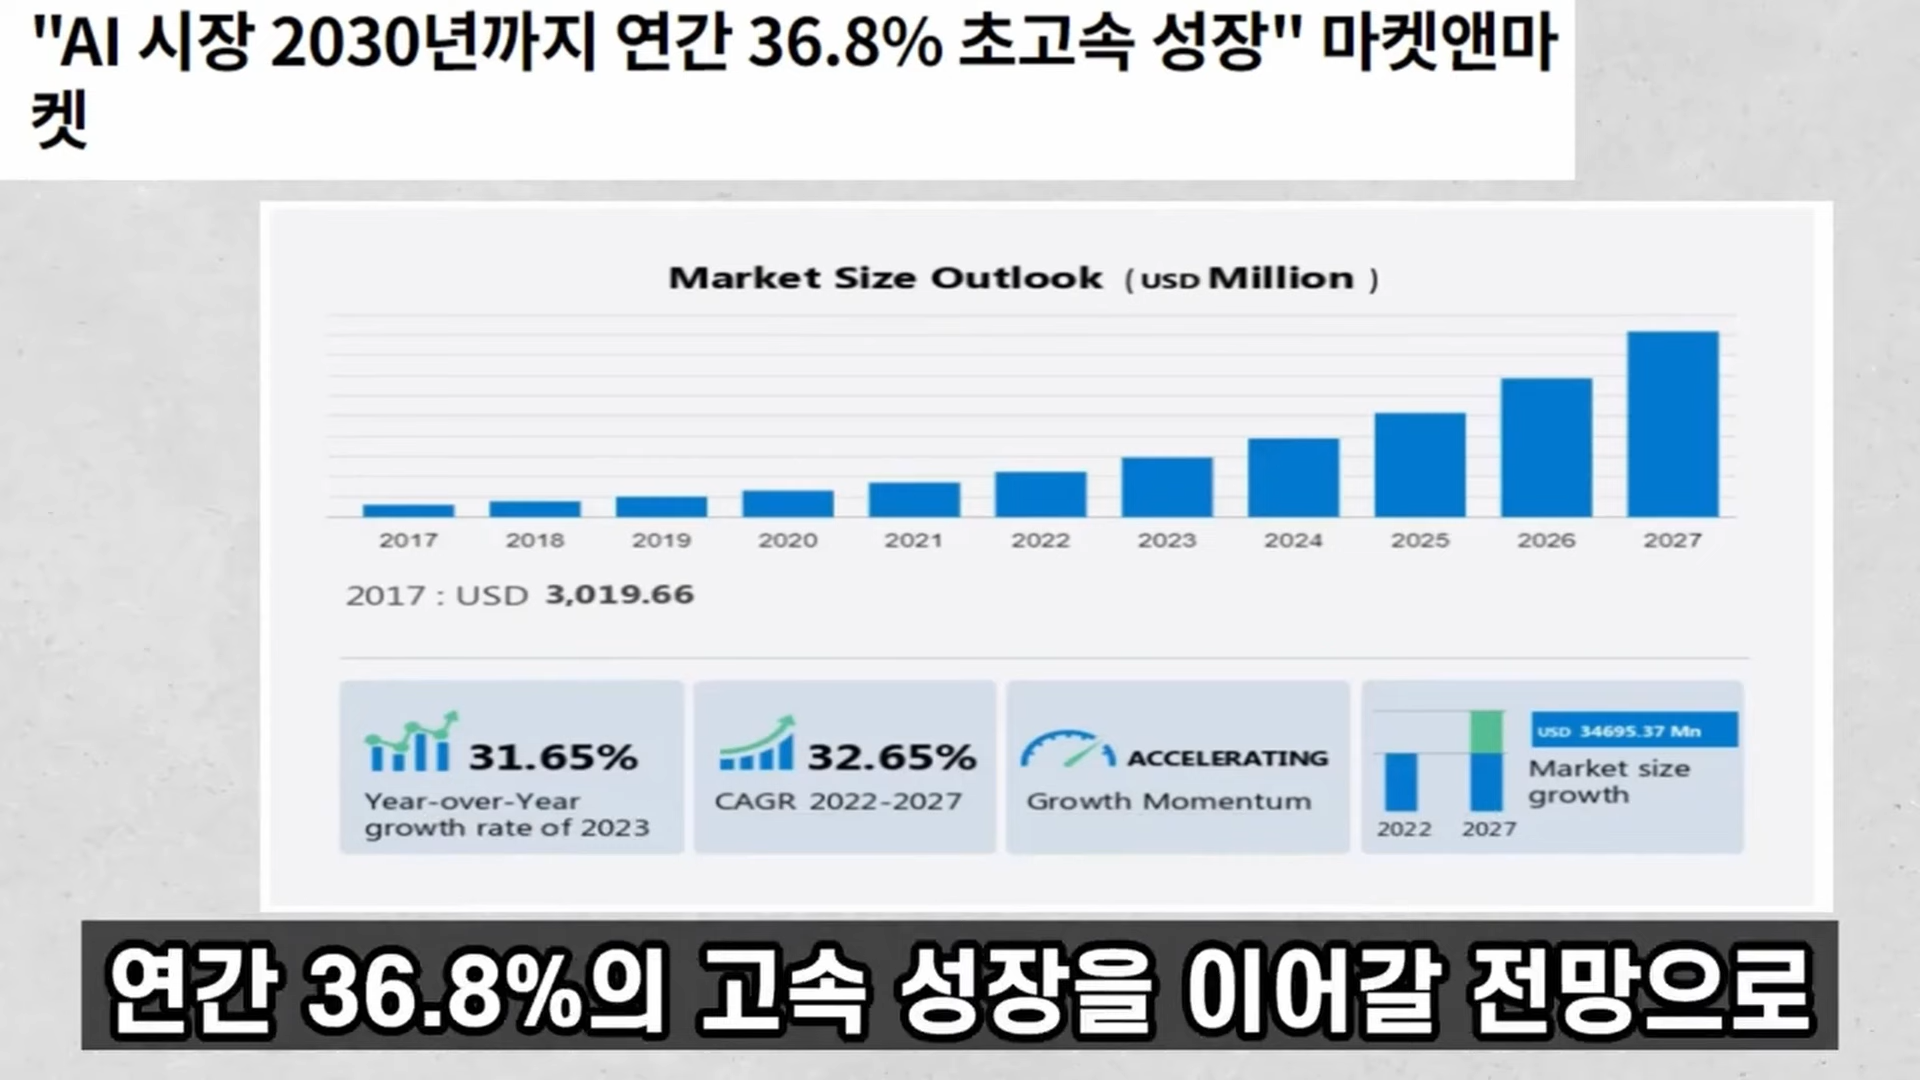 "AI 시장 2030년까지 연간 36.8% 초고속 성장" 마켓앤마
켓
Market Size Outlook (USD Million)
2017 2018 2019 2020 2021 2022 2023 2024 2025 2026 2027
2017 : USD 3,019.66
31.65%
Year-over-Year
growth rate of 2023
32.65%
CAGR 2022-2027
ACCELERATING
Growth Momentum
2022 2027
USD 34695.37 Mn
Market size
growth
연간 36.8%의 고속 성장을 이어갈 전망으로